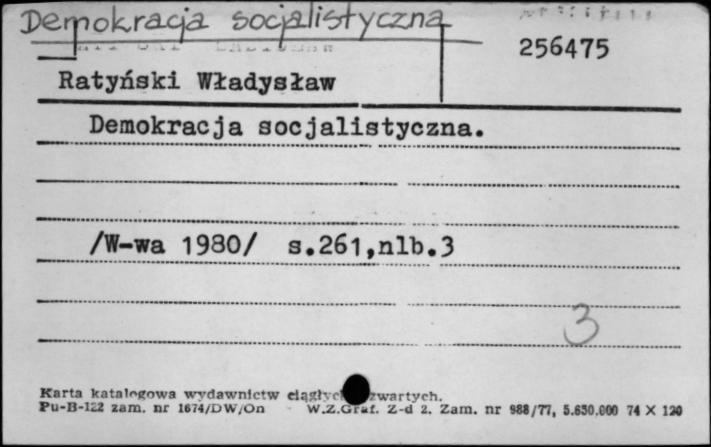 Demokracja socjalistyczna
256475
Ratyński Władysław
Demokracja socjalistyczna.
/W-wa 1980/ s.261,nlb.3
3
Karta katalogowa wydawnictw zwartych.
Pu-B-122 zam. nr 1674/DW/On W.Z.Graf. Z-d 2. Zam. nr 988/77, 5.650.000 74 X 120